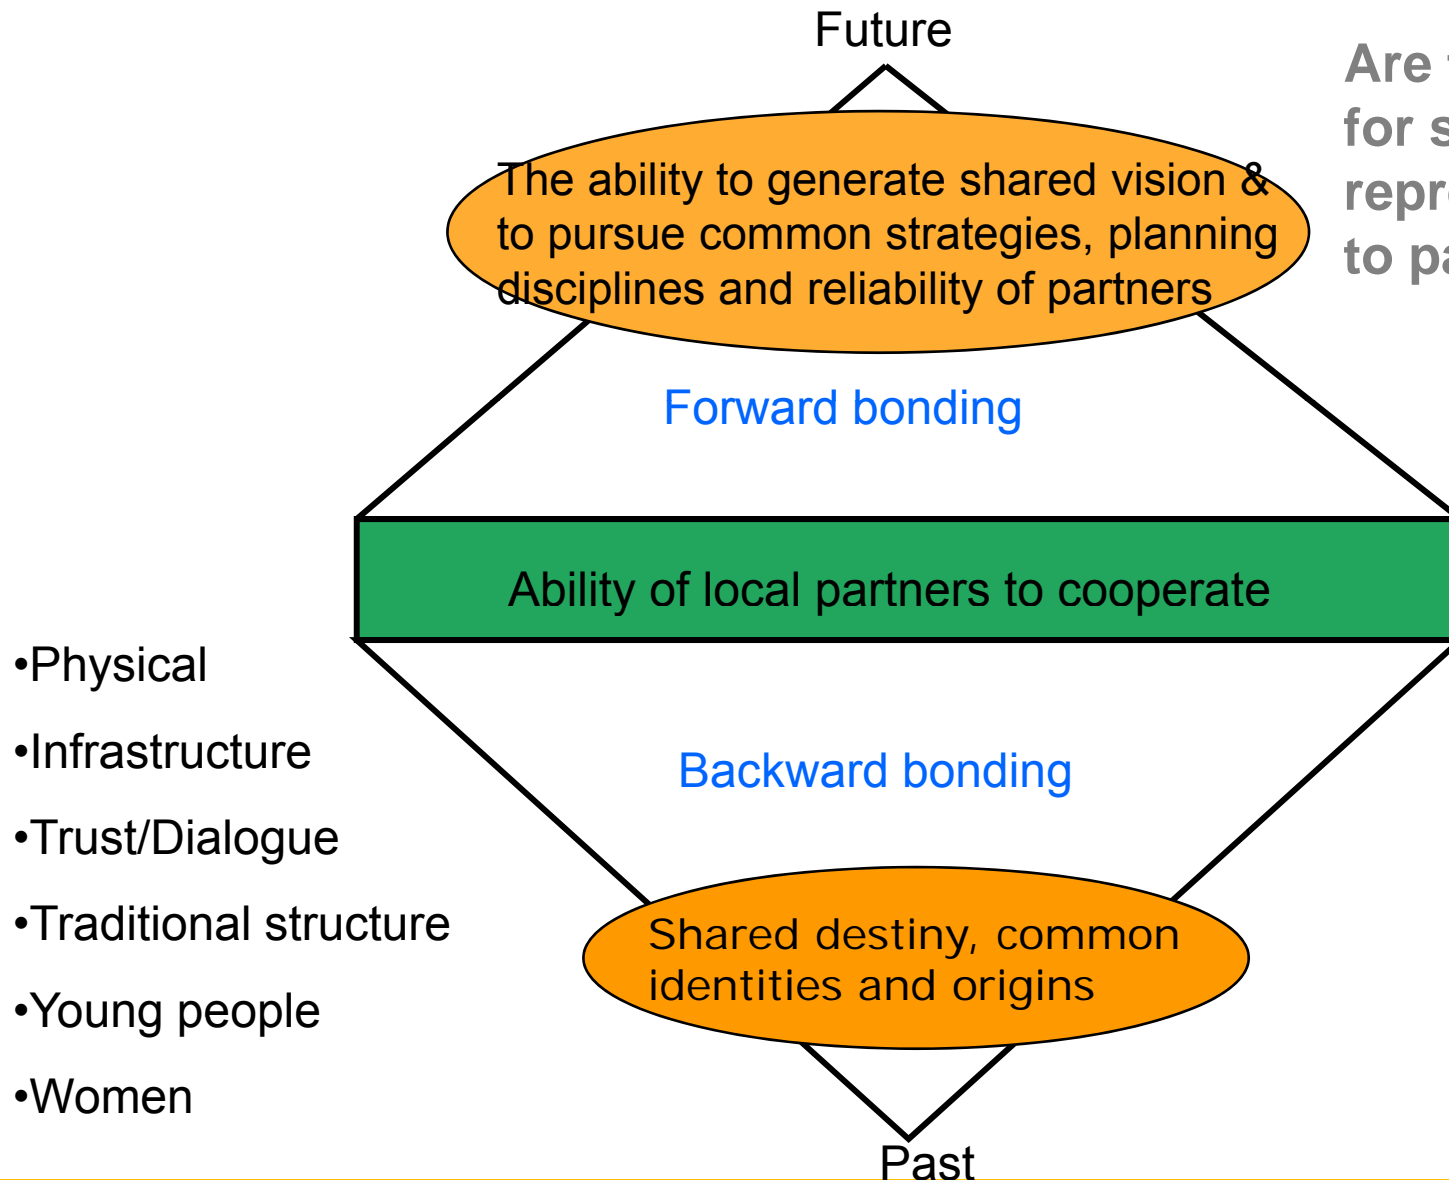 Future
Are
for
to
The ability to generate shared vision &
to pursue common strategies, planning
disciplines and reliability of partners
Forward bonding
Ability of local partners to cooperate
•Physical
•Infrastructure
•Trust/Dialogue
•Traditional structure
•Young people
•Women
Backward bonding
Shared destiny, common
identities and origins
Past